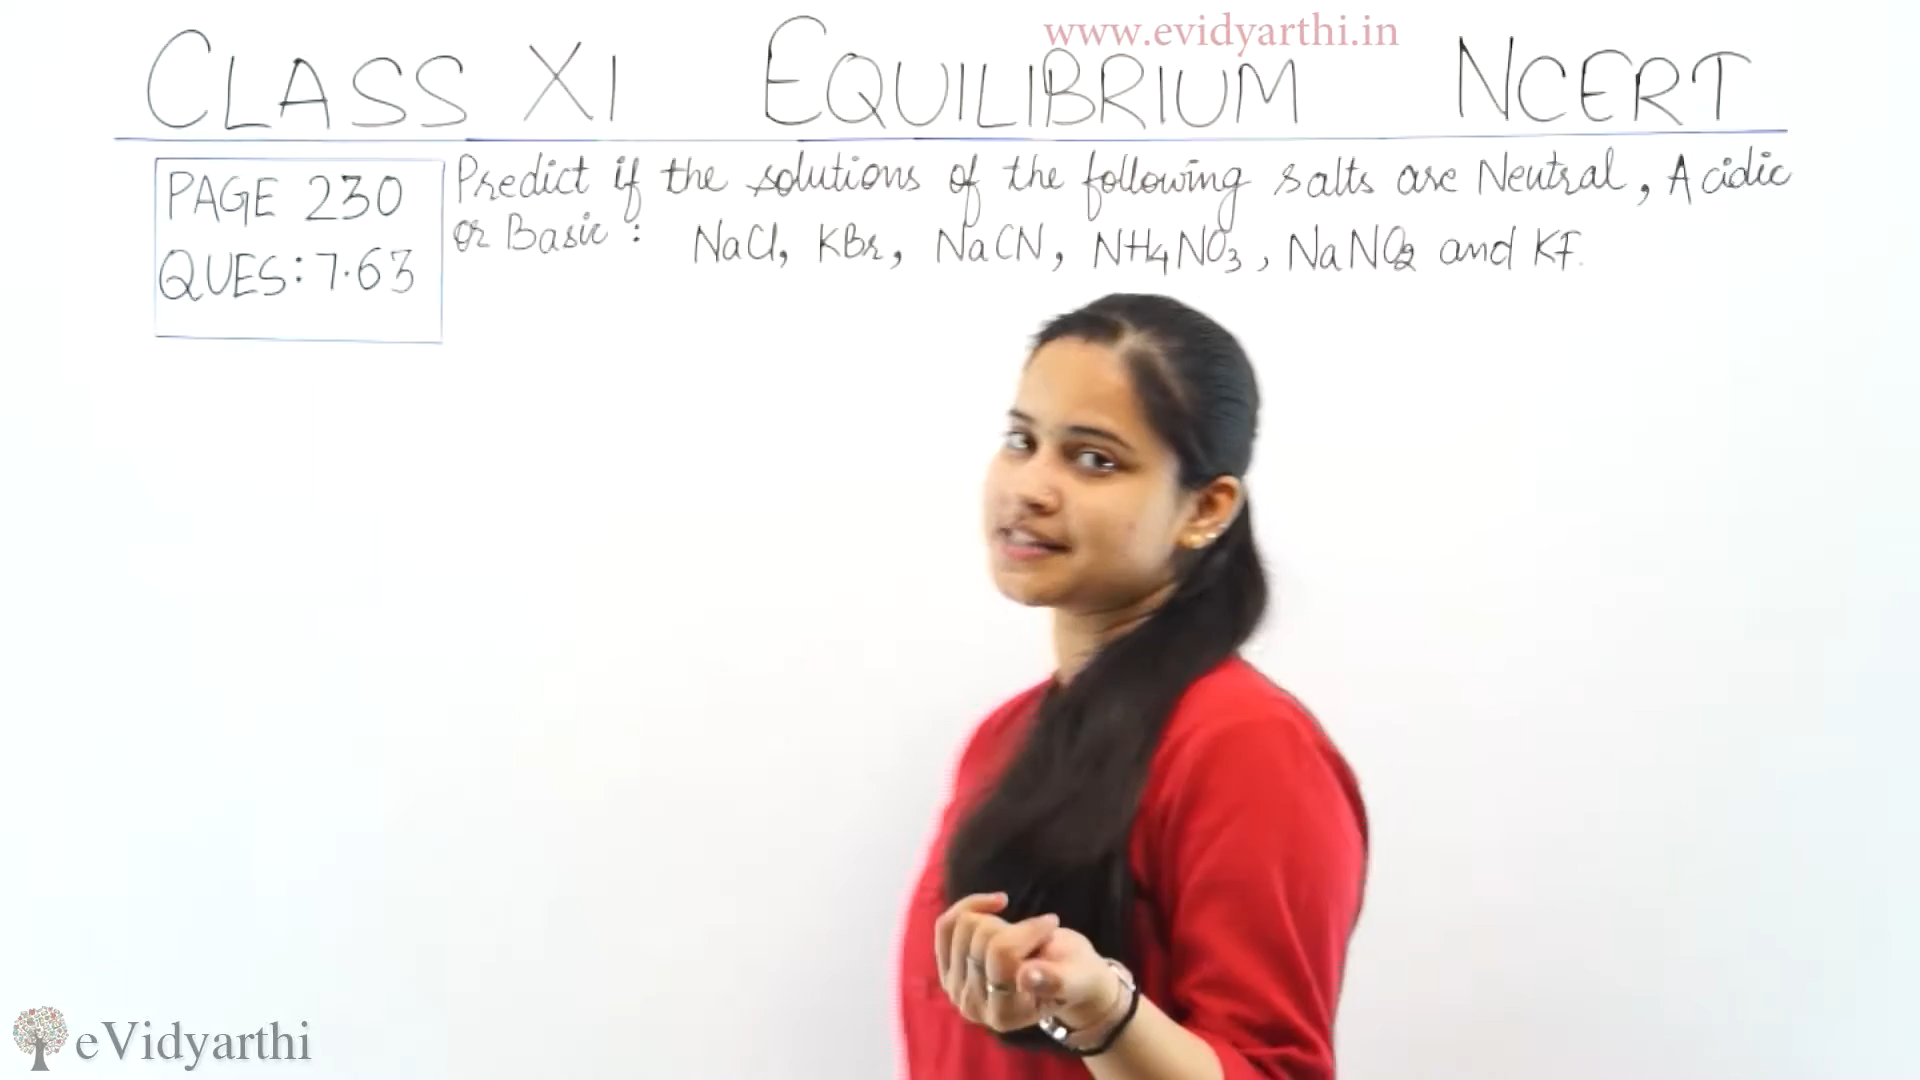 www.evidyarthi.in
CLASS XI EQUILIBRIUM NCERT
PAGE 230
QUES: 7.63
Predict if the solutions of the following salts are Neutral, Acidic
or Basic: NaCl, KBr, NaCN, NH4NO3, NaNO2 and KF.
eVidyarthi